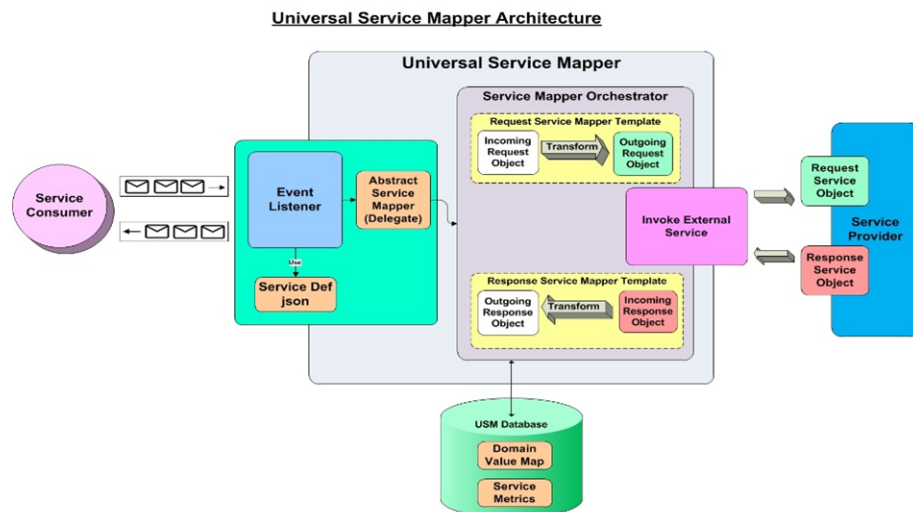 Universal Service Mapper Architecture
Universal Service Mapper
Service Mapper Orchestrator
Request Service Mapper Template
Incoming
Request
Object
Transform
Outgoing
Request
Object
Service
Consumer
Event
Listener
Abstract
Service
Mapper
(Delegate)
Use
Service Def
json
Invoke External
Service
Request
Service
Object
Service
Provider
Response
Service
Object
Response Service Mapper Template
Outgoing
Response
Object
Transform
Incoming
Response
Object
USM Database
Domain
Value Map
Service
Metrics